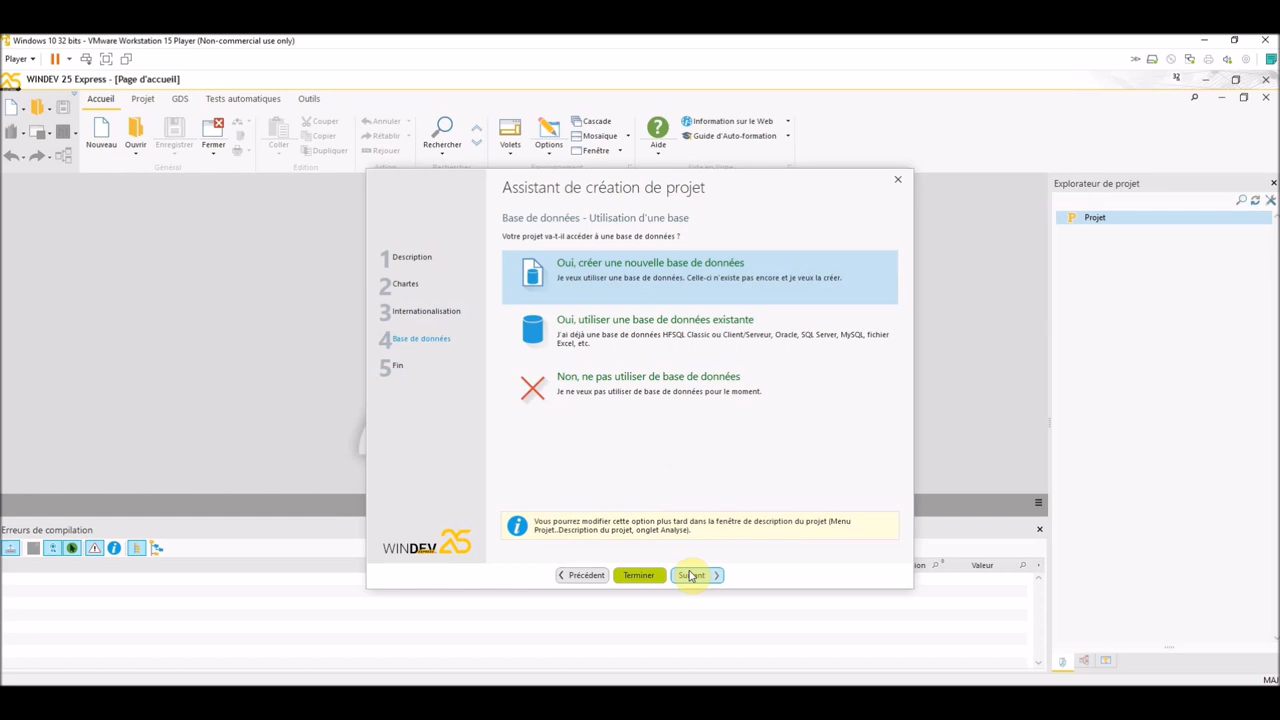 Windows 10 32 bits - VMware Workstation 15 Player (Non-commercial use only)
Player
WINDEV 25 Express - [Page d'accueil]
32
Accueil Projet GDS Tests automatiques Outils
Nouveau Ouvrir Enregistrer Fermer
Général
Coller
Couper
Copier
Dupliquer
Edition
Annuler
Rétablir
Rejouer
Rechercher
Volets
Options
Cascade
Mosaïque
Fenêtre
Environnement
Aide
Information sur le Web
Guide d'Auto-formation
Assistant de création de projet
Base de données - Utilisation d'une base
Votre projet va-t-il accéder à une base de données ?
1 Description
2 Chartes
3 Internationalisation
4 Base de données
5 Fin
Oui, créer une nouvelle base de données
Je veux utiliser une base de données. Celle-ci n'existe pas encore et je veux la créer.
Oui, utiliser une base de données existante
J'ai déjà une base de données HFSQL Classic ou Client/Serveur, Oracle, SQL Server, MySQL, fichier
Excel, etc.
Non, ne pas utiliser de base de données
Je ne veux pas utiliser de base de données pour le moment.
Vous pourrez modifier cette option plus tard dans la fenêtre de description du projet (Menu
Projet..Description du projet, onglet Analyse).
WINDEV 25
EXPRESS
Précédent Terminer Suivant
Explorateur de projet
Projet
Erreurs de compilation
ion Valeur
MAJ